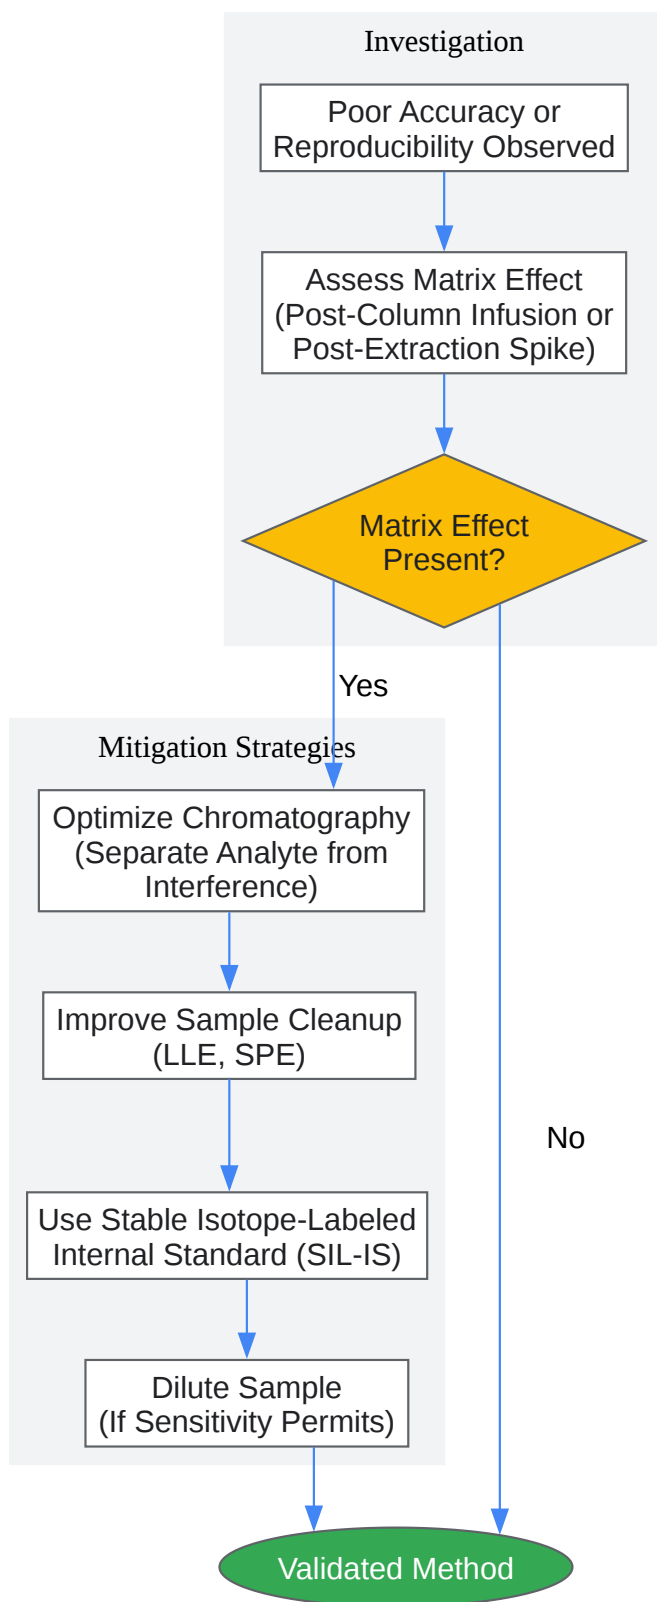 Investigation
Poor Accuracy or
Reproducibility Observed
Assess Matrix Effect
(Post-Column Infusion or
Post-Extraction Spike)
Matrix Effect
Present?
Yes
Mitigation Strategies
Optimize Chromatography
(Separate Analyte from
Interference)
Improve Sample Cleanup
(LLE, SPE)
No
Use Stable Isotope-Labeled
Internal Standard (SIL-IS)
Dilute Sample
(If Sensitivity Permits)
Validated Method